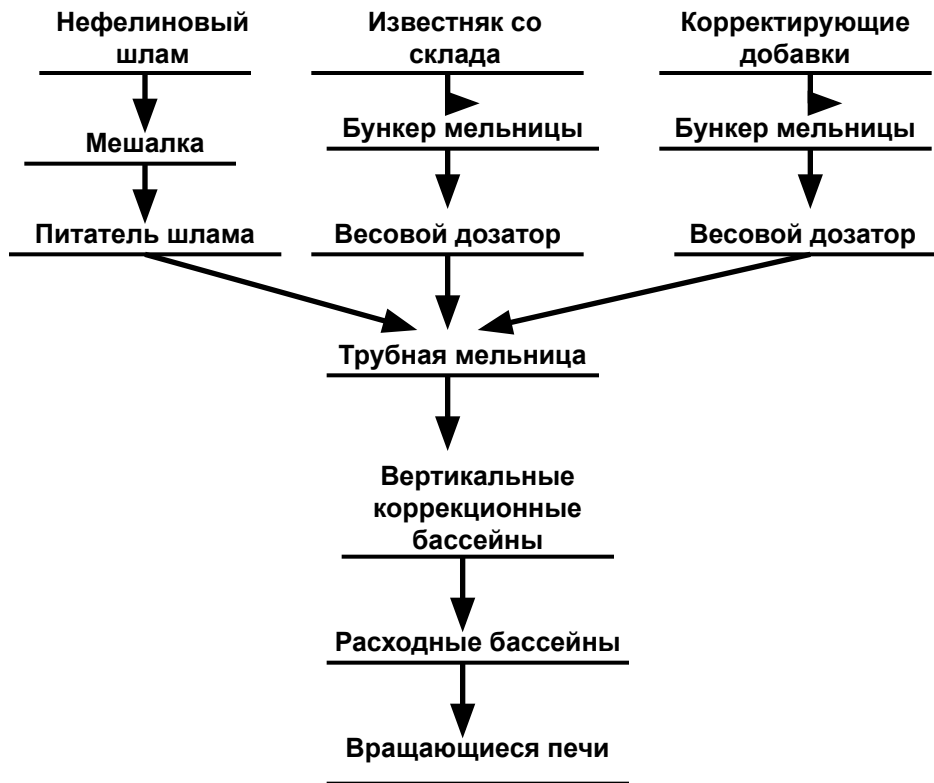 Нефелиновый
шлам
Известняк со
склада
Корректирующие
добавки
Мешалка
Бункер мельницы
Бункер мельницы
Питатель шлама
Весовой дозатор
Весовой дозатор
Трубная мельница
Вертикальные
коррекционные
бассейны
Расходные бассейны
Вращающиеся печи